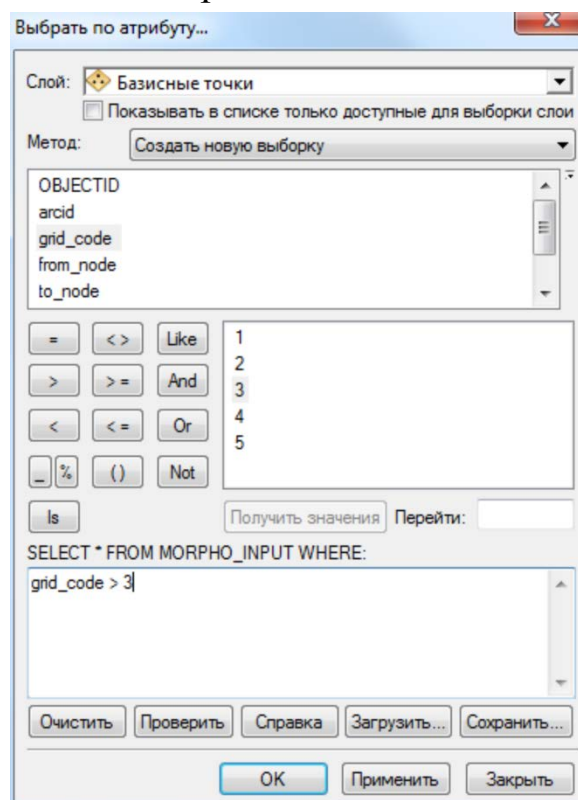 Выбрать по атрибуту...
x
Слой: Базисные точки
Показывать в списке только доступные для выборки слои
Метод: Создать новую выборку
OBJECTID
arcid
grid_code
from_node
to_node
= < > Like 1
2
> > = And 3
< < = Or 4
5
_ % () Not
Is Получить значения Перейти:
SELECT * FROM MORPHO_INPUT WHERE:
grid_code > 3
Очистить Проверить Справка Загрузить... Сохранить...
OK Применить Закрыть